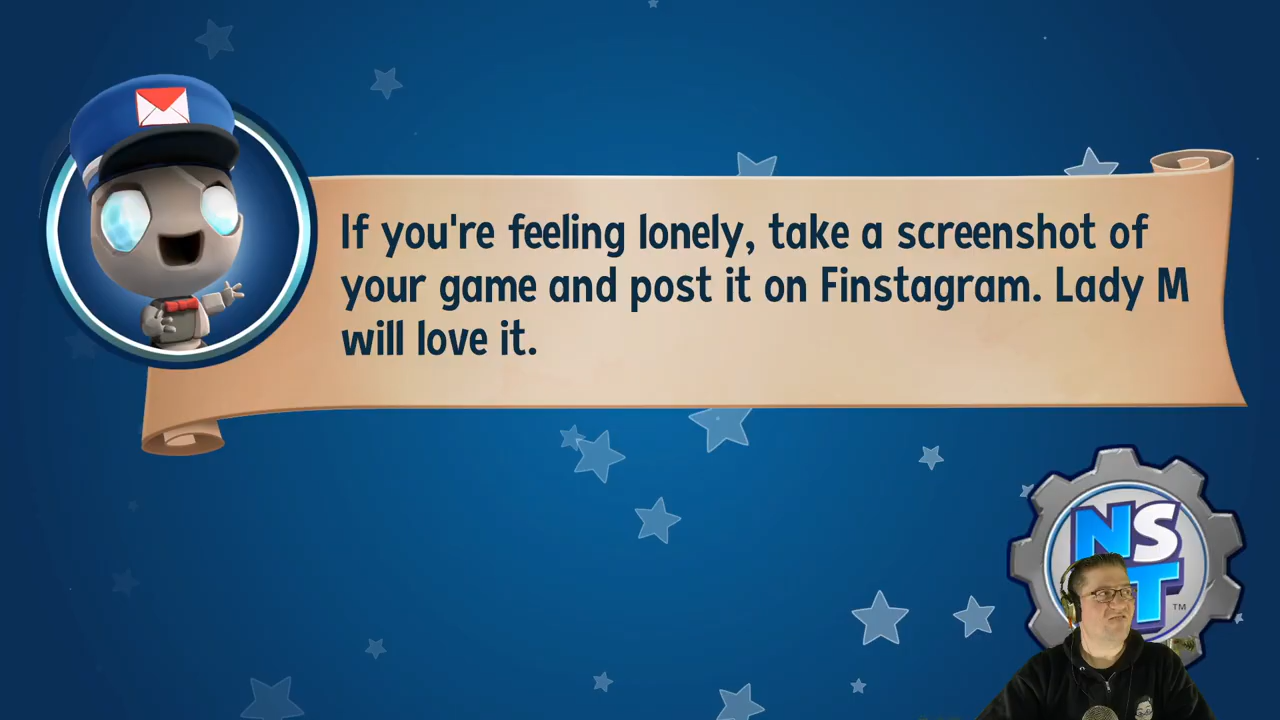 If you're feeling lonely, take a screenshot of
your game and post it on Finstagram. Lady M
will love it.
NS
T
TM